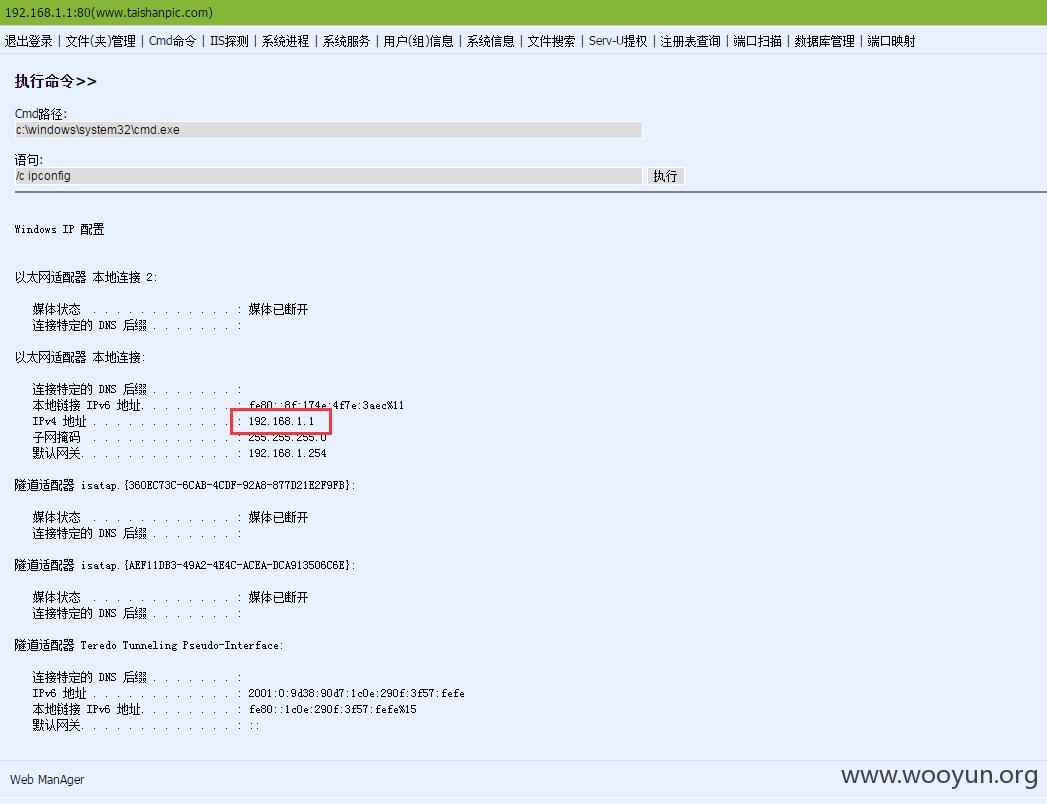 192.168.1.1:80(www.taishanpic.com)
退出登录 | 文件(夹)管理 | Cmd命令 | IIS探测 | 系统进程 | 系统服务 | 用户(组)信息 | 系统信息 | 文件搜索 | Serv-U提权 | 注册表查询 | 端口扫描 | 数据库管理 | 端口映射
执行命令>>
Cmd路径:
c:\windows\system32\cmd.exe
语句:
/c ipconfig 执行
Windows IP 配置
以太网适配器 本地连接 2:
媒体状态 . . . . . . . . . . . . : 媒体已断开
连接特定的 DNS 后缀 . . . . . . . :
以太网适配器 本地连接:
连接特定的 DNS 后缀 . . . . . . . :
本地链接 IPv6 地址. . . . . . . . : fe80::8f:174e:4f7e:3aec%11
IPv4 地址 . . . . . . . . . . . . : 192.168.1.1
子网掩码 . . . . . . . . . . . . : 255.255.255.0
默认网关. . . . . . . . . . . . . : 192.168.1.254
隧道适配器 isatap.{360EC73C-6CAB-4CDF-92A8-877D21E2F9FB}:
媒体状态 . . . . . . . . . . . . : 媒体已断开
连接特定的 DNS 后缀 . . . . . . . :
隧道适配器 isatap.{AEF11DB3-49A2-4E4C-ACEA-DCA913506C6E}:
媒体状态 . . . . . . . . . . . . : 媒体已断开
连接特定的 DNS 后缀 . . . . . . . :
隧道适配器 Teredo Tunneling Pseudo-Interface:
连接特定的 DNS 后缀 . . . . . . . :
IPv6 地址 . . . . . . . . . . . . : 2001:0:9d38:90d7:1c0e:290f:3f57:fefe
本地链接 IPv6 地址. . . . . . . . : fe80::1c0e:290f:3f57:fefe%15
默认网关. . . . . . . . . . . . . : ::
Web ManAger
www.wooyun.org